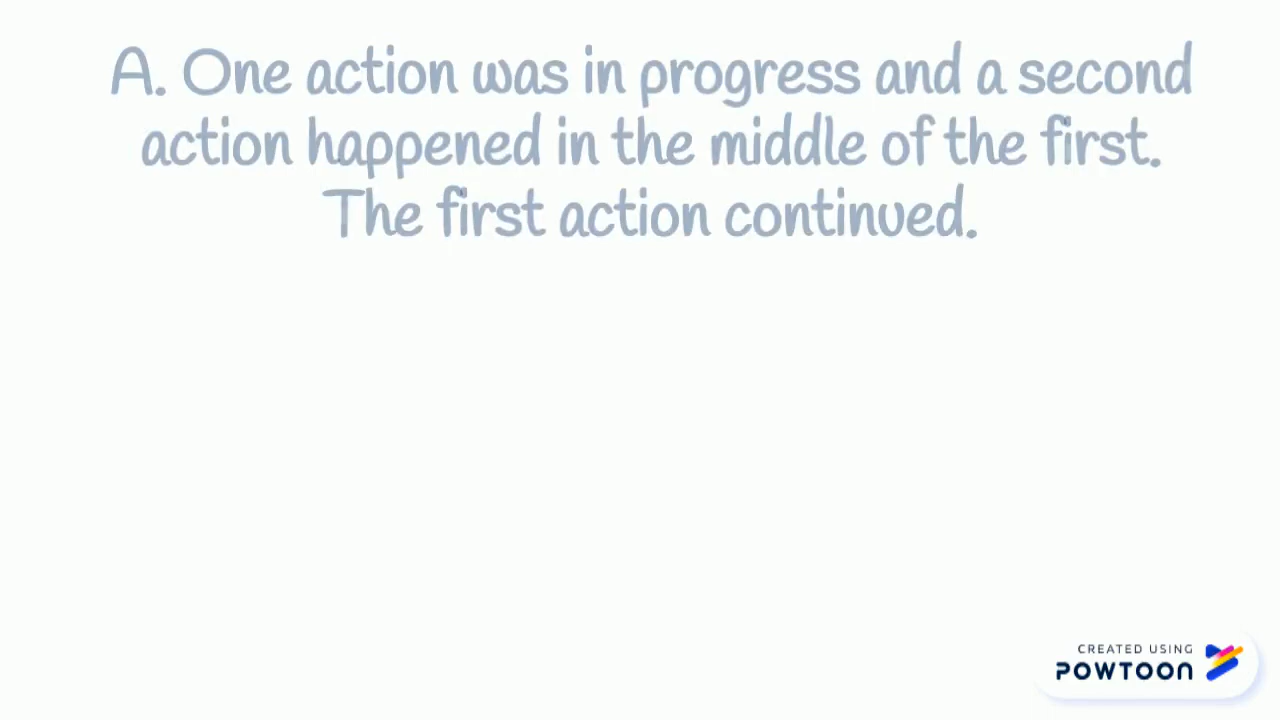 A. One action was in progress and a second
action happened in the middle of the first.
The first action continued.
CREATED USING
POWTOON